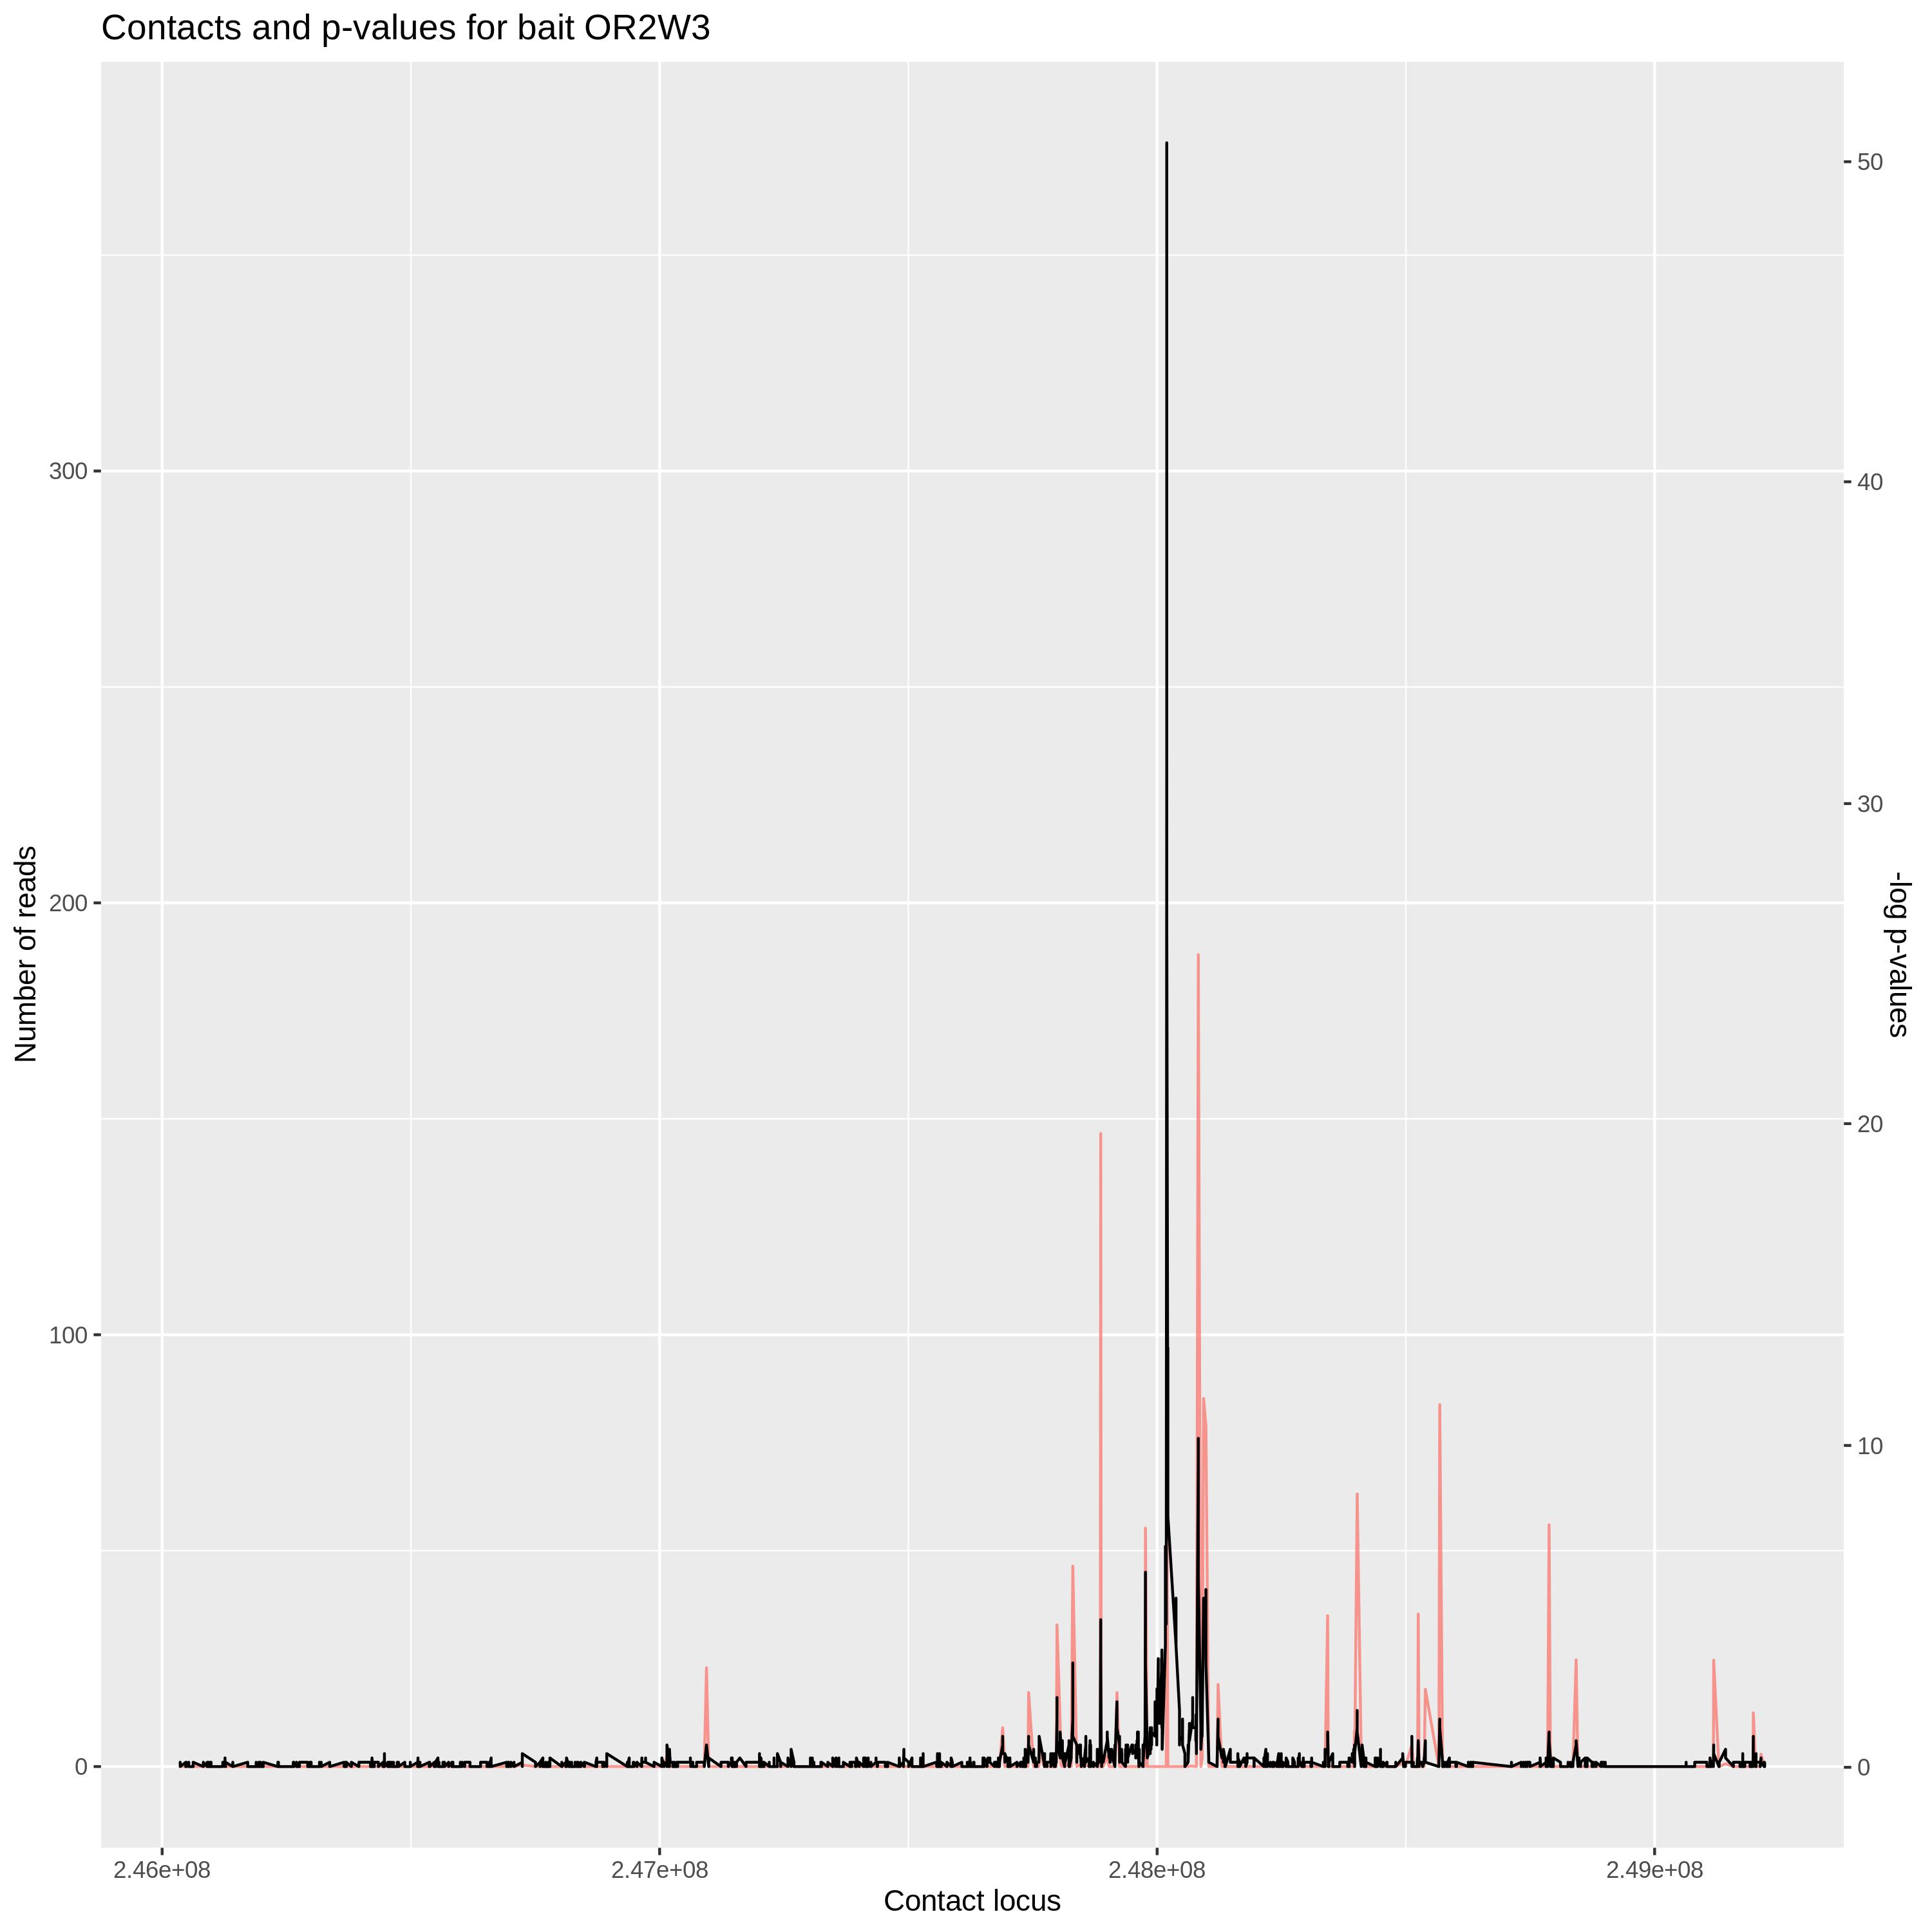 Contacts and p-values for bait OR2W3
Number of reads
300
200
100
0
-log p-values
50
40
30
20
10
0
2.46e+08
2.47e+08
2.48e+08
2.49e+08
Contact locus